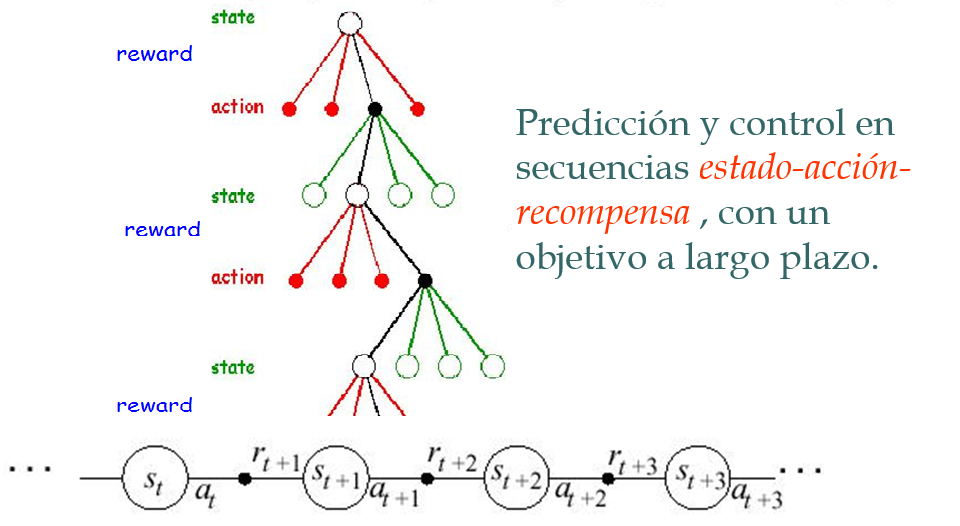 state
reward
action
Predicción y control en
secuencias estado-acción-
recompensa , con un
objetivo a largo plazo.
state
reward
action
state
reward
... s_t a_t r_{t+1} s_{t+1} a_{t+1} r_{t+2} s_{t+2} a_{t+2} r_{t+3} s_{t+3} a_{t+3} ...